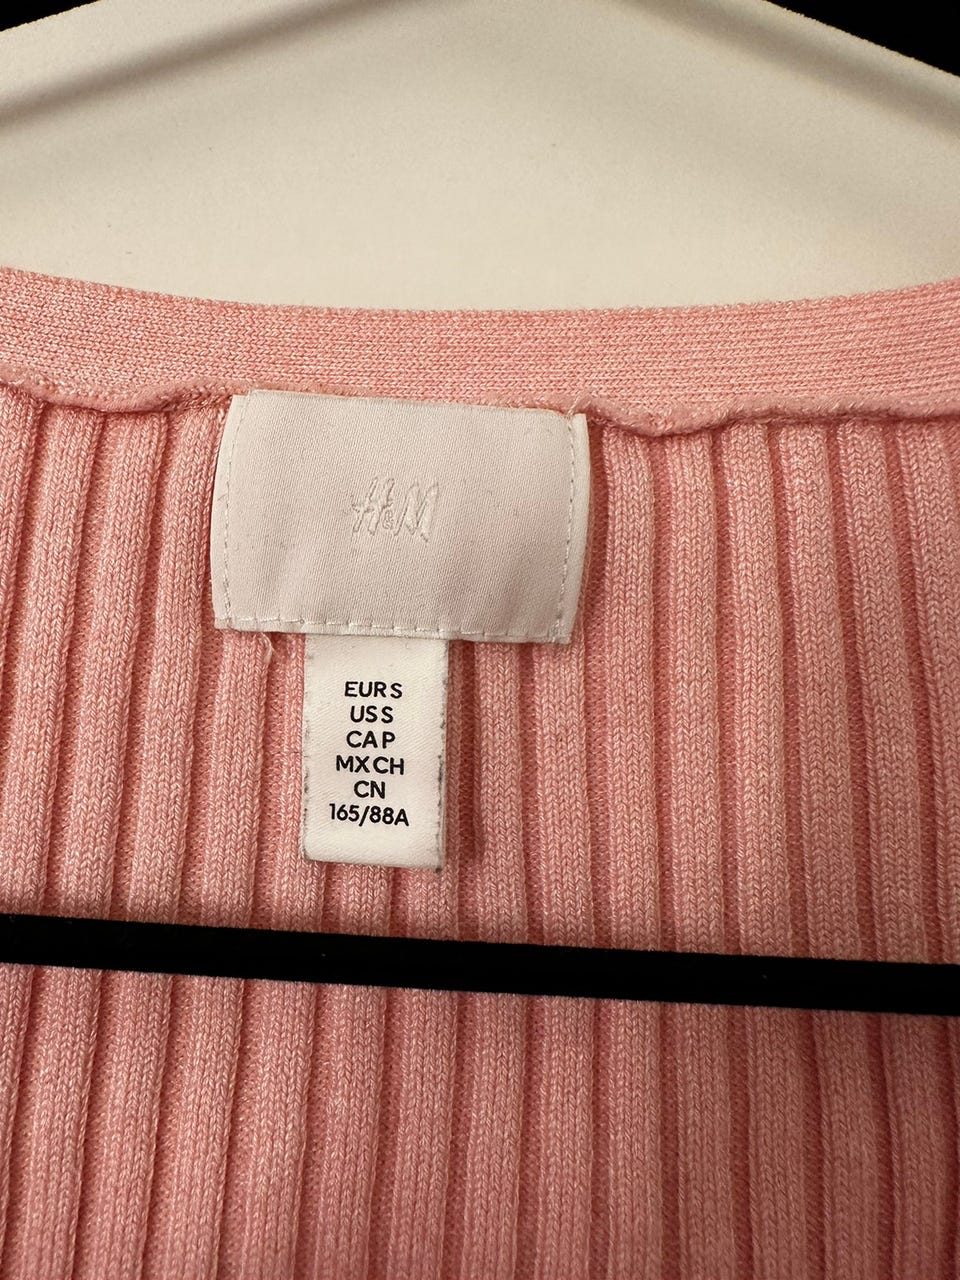 H&M
EUR S
US S
CA P
MX CH
CN
165/88A